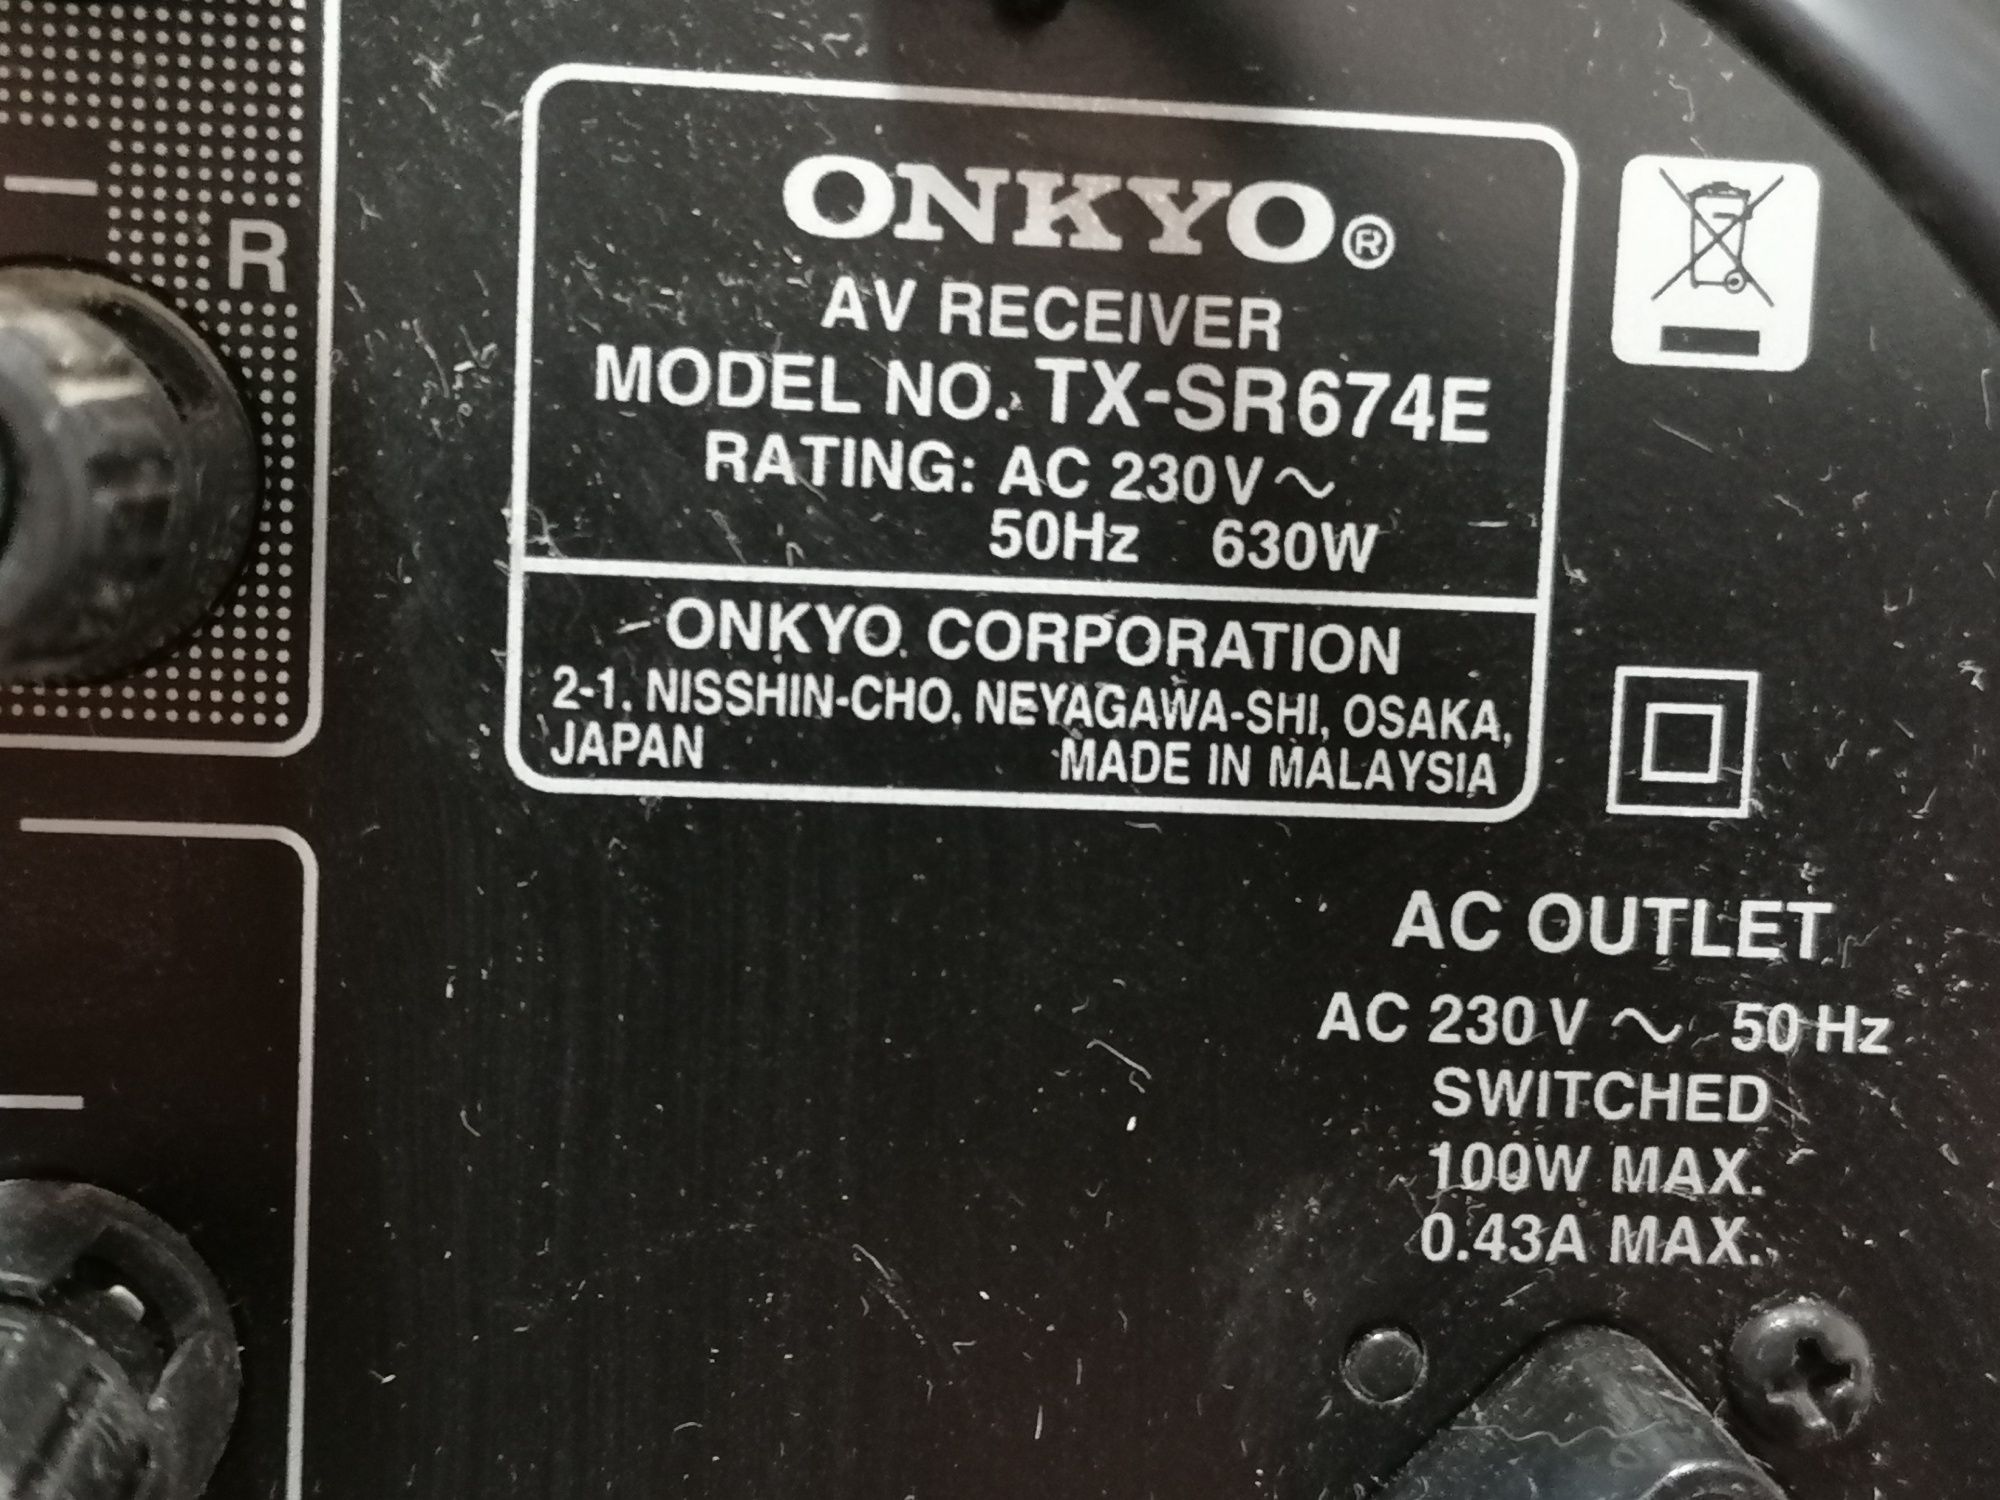 R
ONKYO®
AV RECEIVER
MODEL NO. TX-SR674E
RATING: AC 230V~
50Hz 630W
ONKYO CORPORATION
2-1, NISSHIN-CHO, NEYAGAWA-SHI, OSAKA,
JAPAN MADE IN MALAYSIA
AC OUTLET
AC 230 V ~ 50 Hz
SWITCHED
100W MAX.
0.43A MAX.